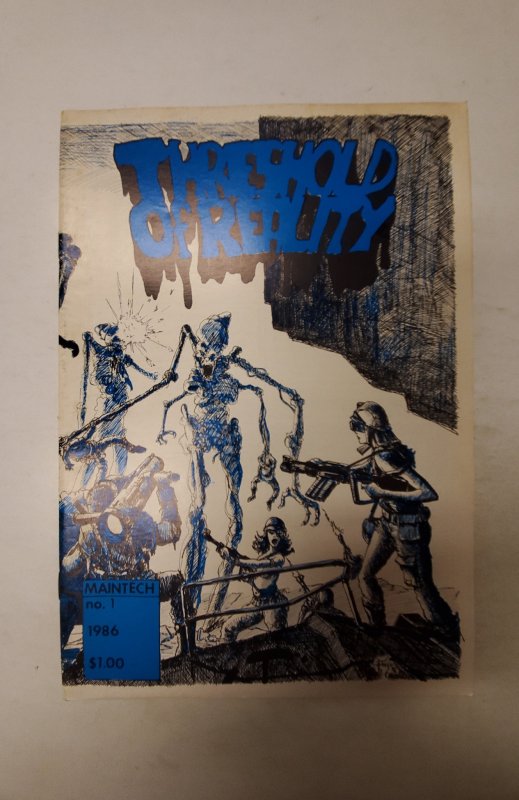 THRESHOLD
OF REALITY
MAINTECH
no. 1
1986
$1.00